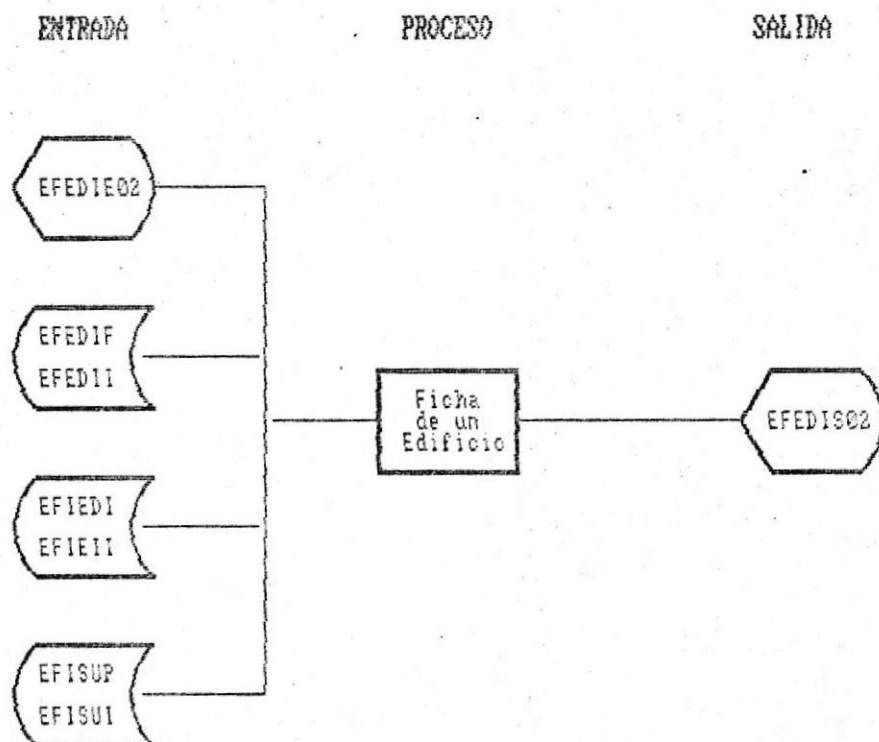 ENTRADA PROCESO SALIDA
EFEDIE02
EFEDIF
EFEDII
Ficha
de un
Edificio
EFEDIS02
EFIEDI
EFIEII
EFISUP
EFISUI